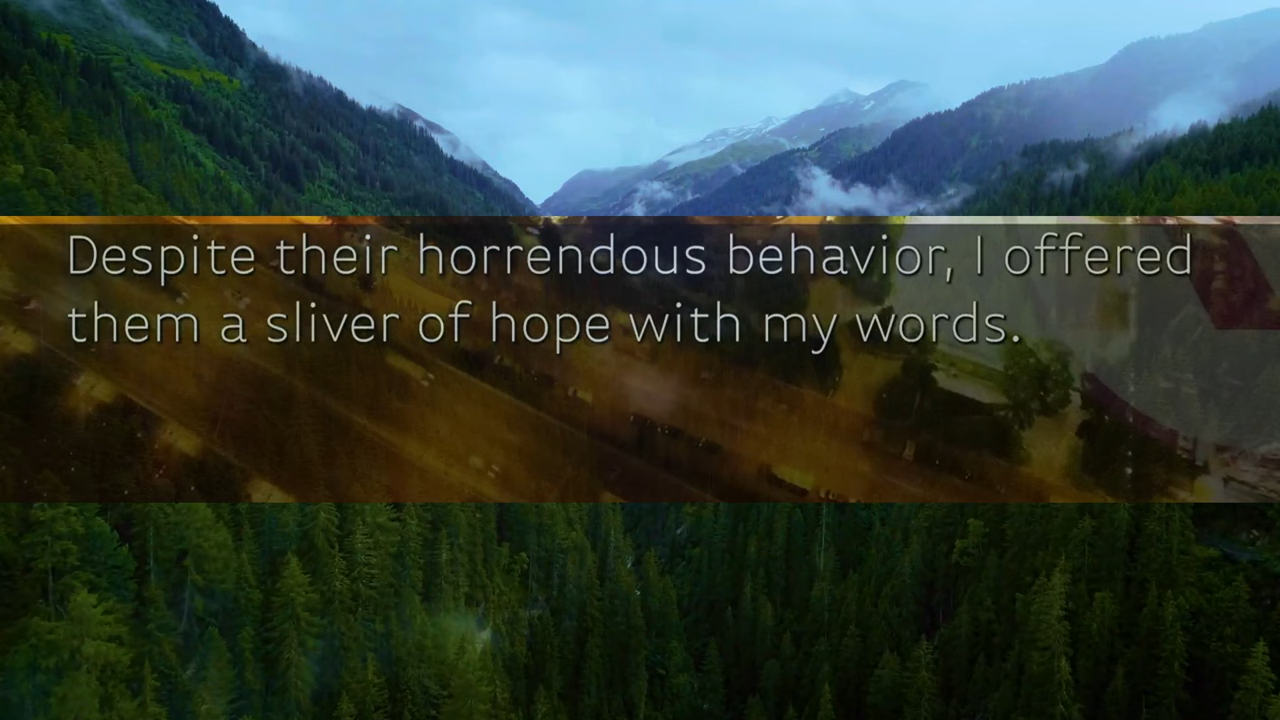 Despite their horrendous behavior, I offered
them a sliver of hope with my words.